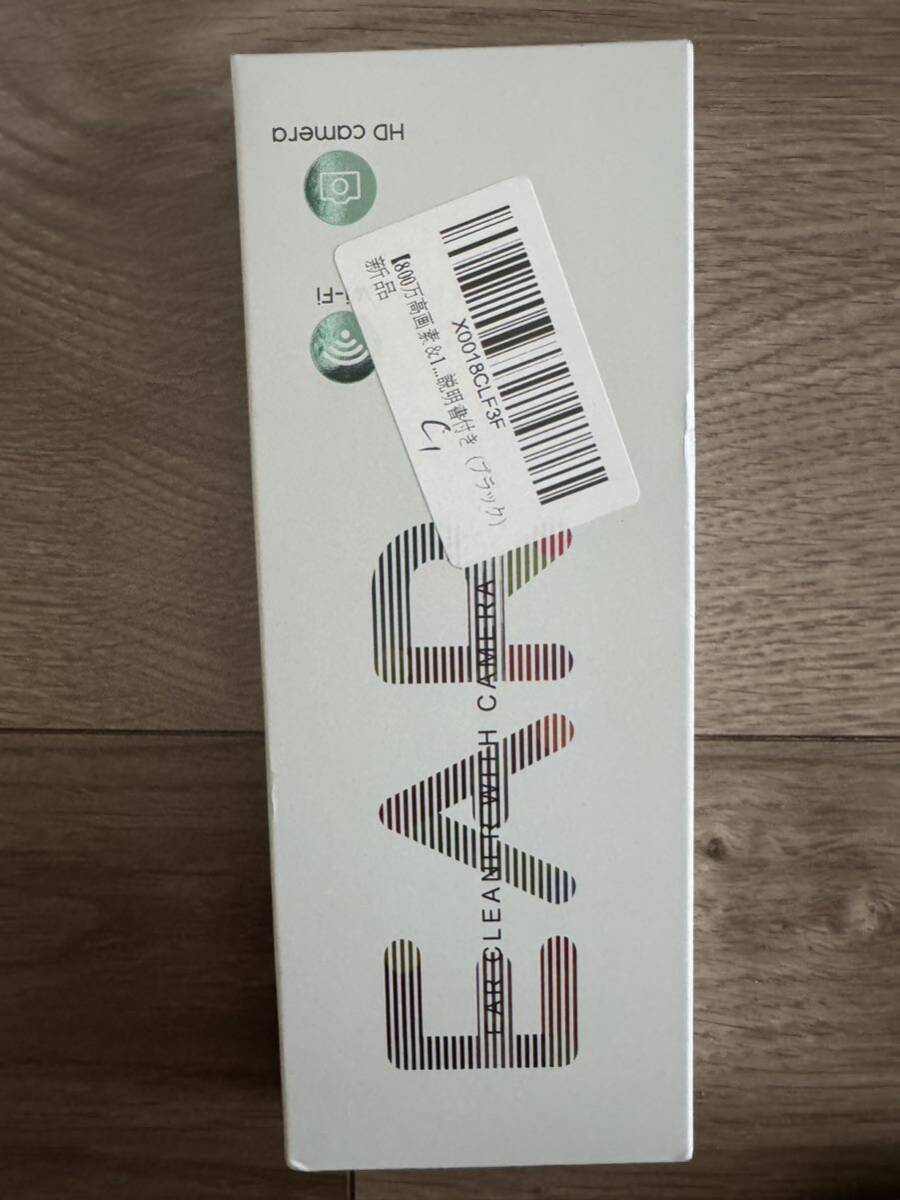 HD camera
i-Fi
X0018CLF3F
【800万高画素&1...説明書付き (ブラック)
新品
EAR
EAR CLEANER WITH CAMERA